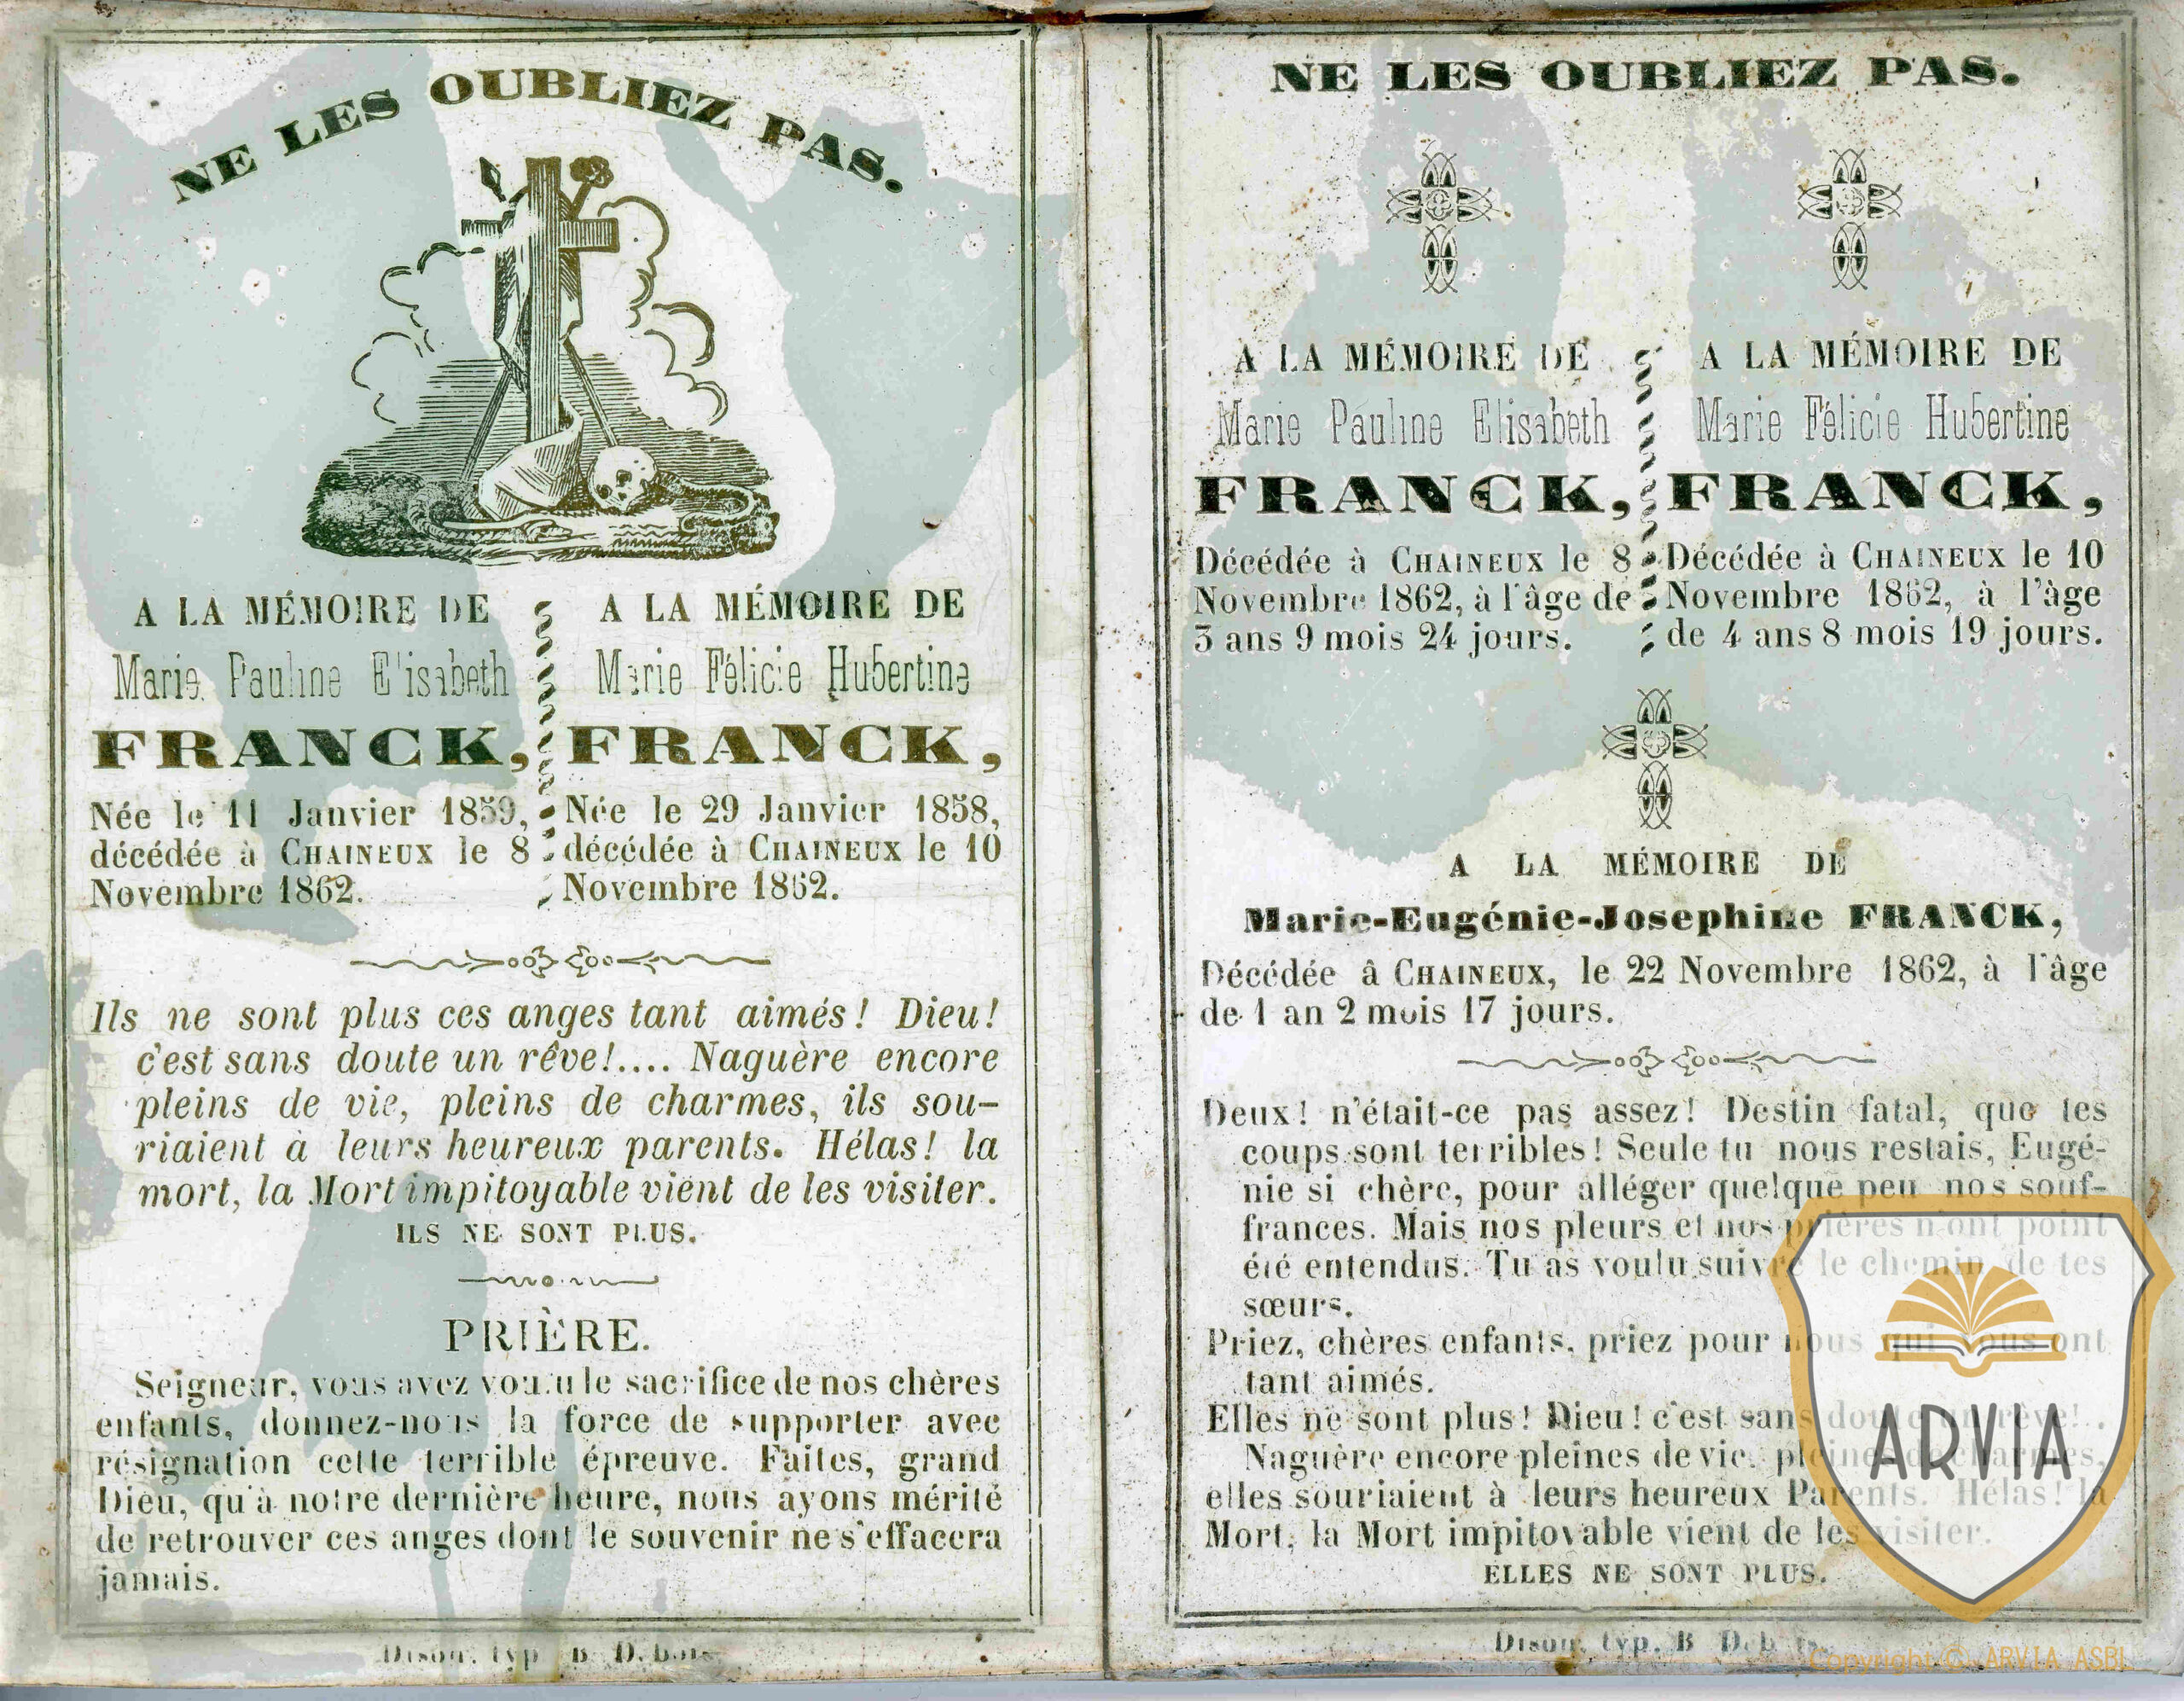 NE LES OUBLIEZ PAS.
A LA MÉMOIRE DE
Marie Pauline Elisabeth
FRANCK,
Née le 11 Janvier 1859,
décédée à CHAINEUX le 8
Novembre 1862.
A LA MÉMOIRE DE
Marie Félicie Hubertine
FRANCK,
Née le 29 Janvier 1858,
décédée à CHAINEUX le 10
Novembre 1862.
Ils ne sont plus ces anges tant aimés! Dieu!
c'est sans doute un rêve!.... Naguère encore
pleins de vie, pleins de charmes, ils sou-
riaient à leurs heureux parents. Hélas! la
mort, la Mort impitoyable vient de les visiter.
ILS NE SONT PLUS.
PRIÈRE.
Seigneur, vous avez voulu le sacrifice de nos chères
enfants, donnez-nous la force de supporter avec
résignation cette terrible épreuve. Faites, grand
Dieu, qu'à notre dernière heure, nous ayons mérité
de retrouver ces anges dont le souvenir ne s'effacera
jamais.
Dison, typ. B. Debois
NE LES OUBLIEZ PAS.
A LA MÉMOIRE DE
Marie Pauline Elisabeth
FRANCK,
Décédée à CHAINEUX le 8
Novembre 1862, à l'âge de
3 ans 9 mois 24 jours.
A LA MÉMOIRE DE
Marie Félicie Hubertine
FRANCK,
Décédée à CHAINEUX le 10
Novembre 1862, à l'àge
de 4 ans 8 mois 19 jours.
A LA MÉMOIRE DE
Marie-Eugénie-Josephine FRANCK,
Décédée â CHAINEUX, le 22 Novembre 1862, à l'âge
de 1 an 2 mois 17 jours.
Deux! n'était-ce pas assez! Destin fatal, que tes
coups sont terribles! Seule tu nous restais, Eugé-
nie si chère, pour alléger quelque peu nos souf-
frances. Mais nos pleurs et nos prières n'ont point
été entendus. Tu as voulu suivre le chemin de tes
sœurs.
Priez, chères enfants, priez pour nous qui vous ont
tant aimés.
Elles ne sont plus! Dieu! c'est sans doute un rêve!..
Naguère encore pleines de vie, pleines de charmes,
elles souriaient à leurs heureux Parents. Hélas! la
Mort, la Mort impitoyable vient de les visiter.
ELLES NE SONT PLUS.
Dison, typ. B. Debois
ARVIA
Copyright © ARVIA ASBL